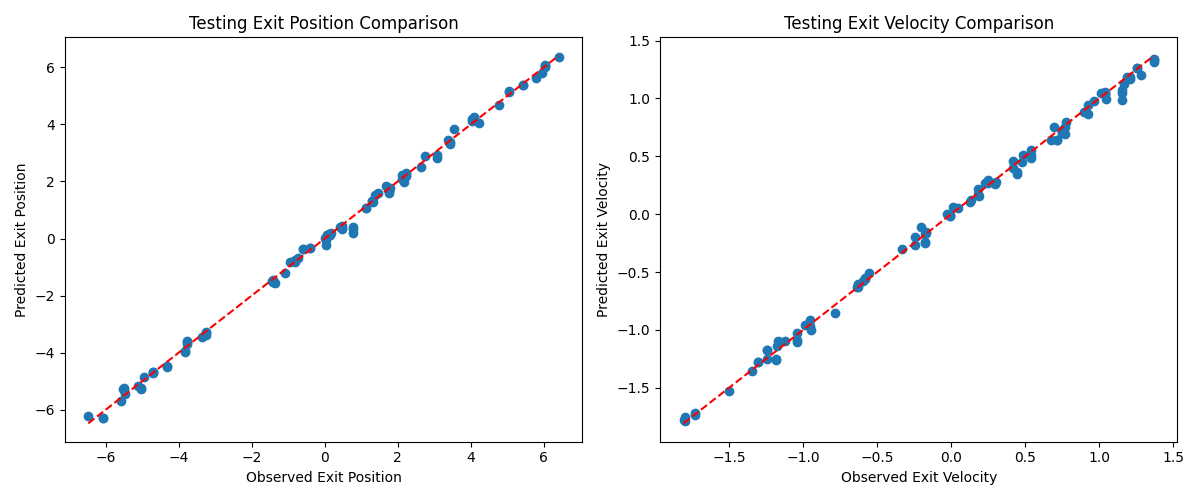 Testing Exit Position Comparison
Predicted Exit Position
6
4
2
0
−2
−4
−6
−6 −4 −2 0 2 4 6
Observed Exit Position
Testing Exit Velocity Comparison
Predicted Exit Velocity
1.5
1.0
0.5
0.0
−0.5
−1.0
−1.5
−1.5 −1.0 −0.5 0.0 0.5 1.0 1.5
Observed Exit Velocity